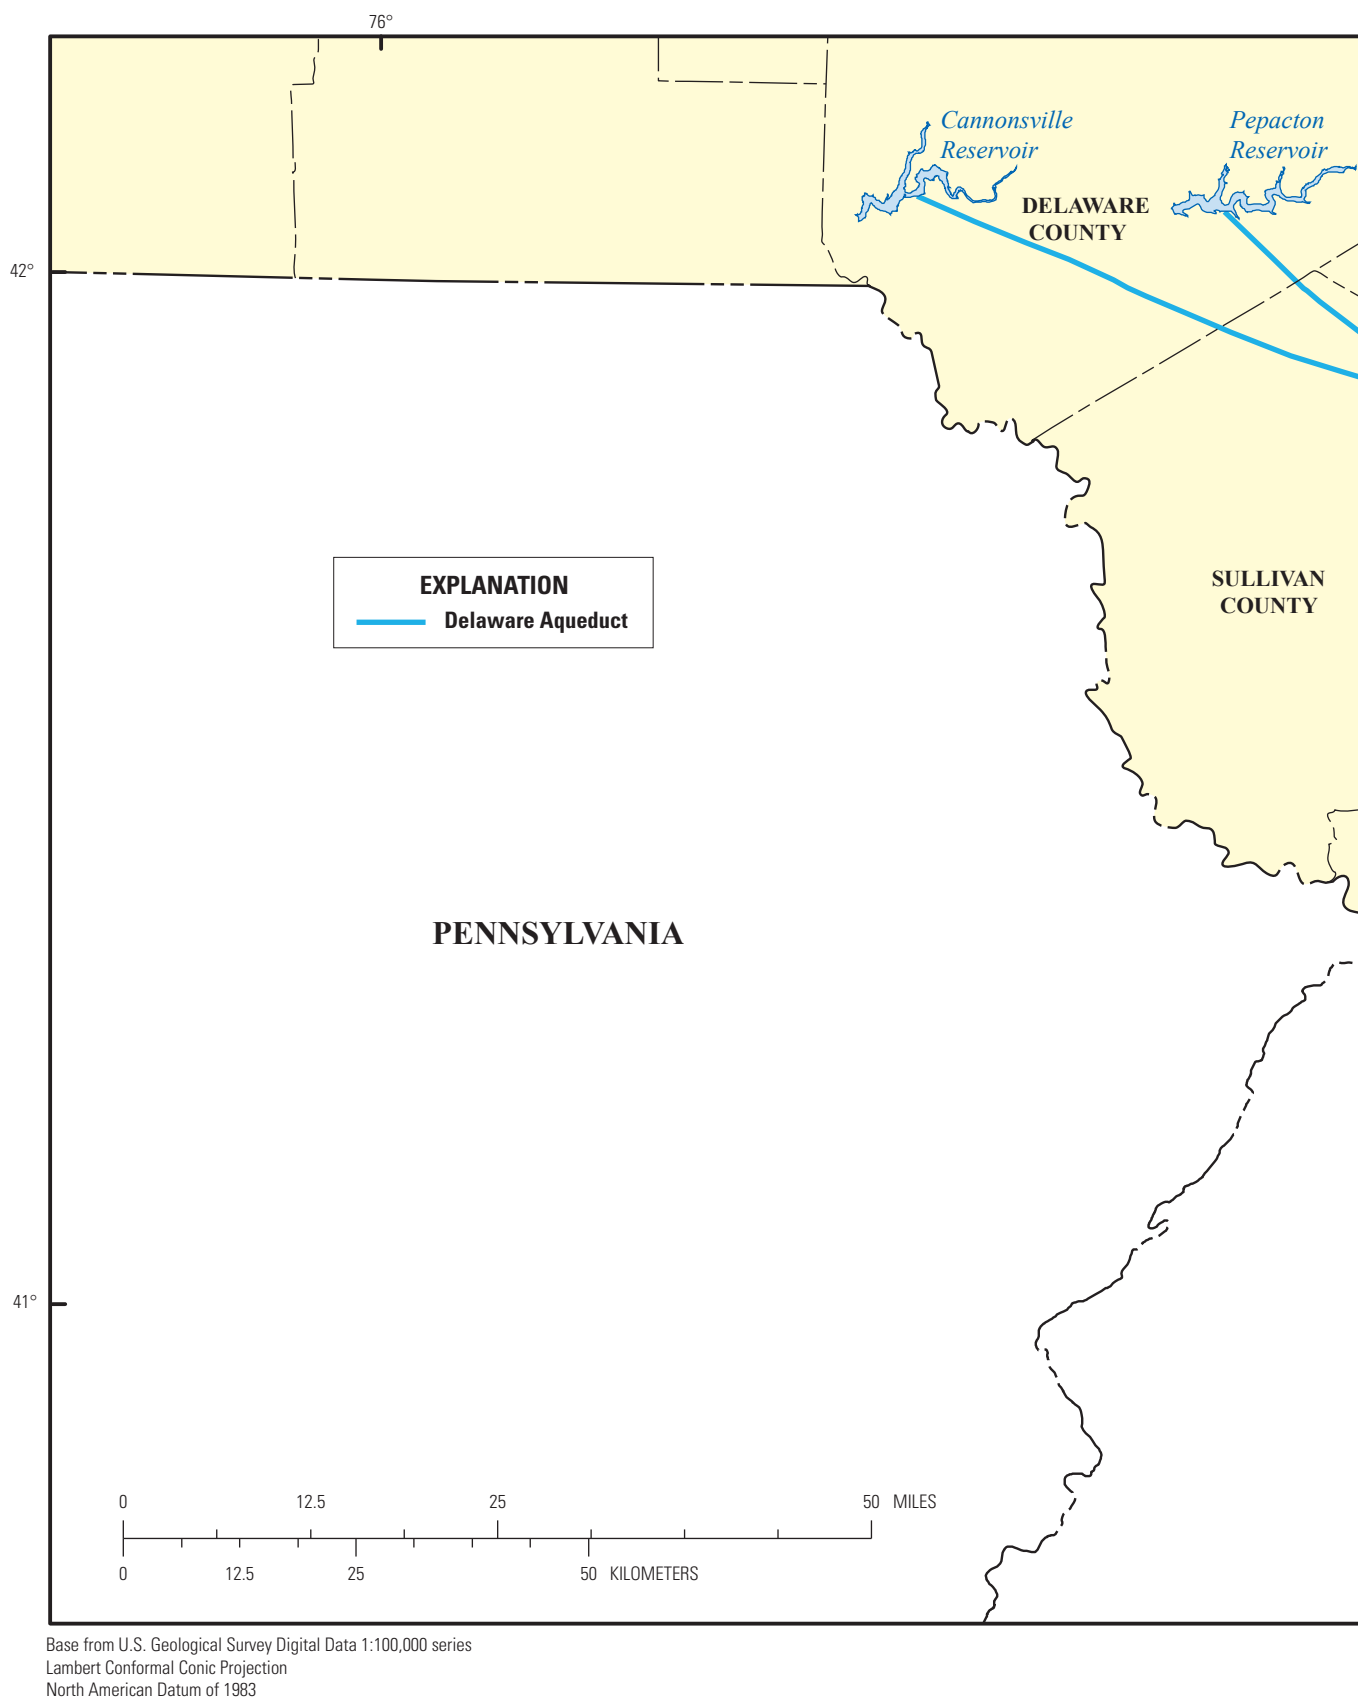 76°
Cannonsville
Reservoir
Pepacton
Reservoir
DELAWARE
COUNTY
42°
EXPLANATION
Delaware Aqueduct
SULLIVAN
COUNTY
PENNSYLVANIA
41°
0 12.5 25 50 MILES
0 12.5 25 50 KILOMETERS
Base from U.S. Geological Survey Digital Data 1:100,000 series
Lambert Conformal Conic Projection
North American Datum of 1983